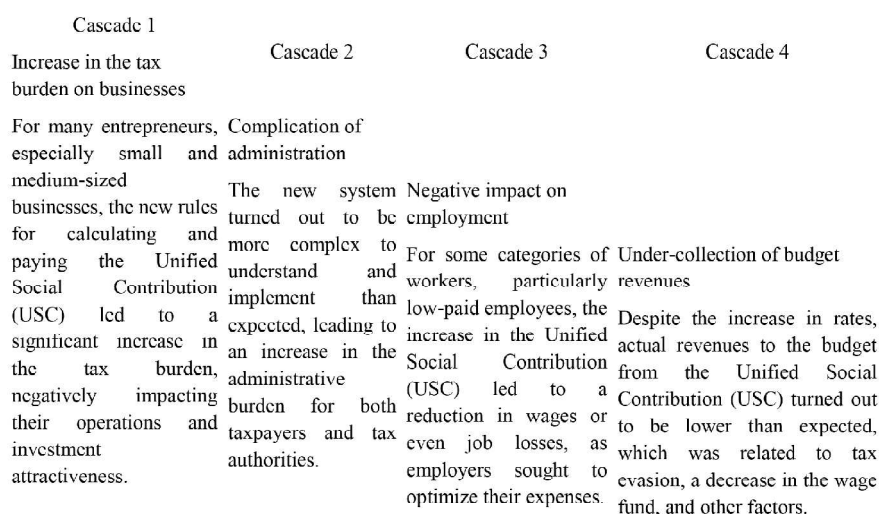 Cascade 1
Increase in the tax
burden on businesses
For many entrepreneurs,
especially small and
medium-sized
businesses, the new rules
for calculating and
paying the Unified
Social Contribution
(USC) led to a
significant increase in
the tax burden,
negatively impacting
their operations and
investment
attractiveness.
Cascade 2
Complication of
administration
The new system
turned out to be
more complex to
understand and
implement than
expected, leading to
an increase in the
administrative
burden for both
taxpayers and tax
authorities.
Cascade 3
Negative impact on
employment
For some categories of
workers, particularly
low-paid employees, the
increase in the Unified
Social Contribution
(USC) led to a
reduction in wages or
even job losses, as
employers sought to
optimize their expenses.
Cascade 4
Under-collection of budget
revenues
Despite the increase in rates,
actual revenues to the budget
from the Unified Social
Contribution (USC) turned out
to be lower than expected,
which was related to tax
evasion, a decrease in the wage
fund, and other factors.